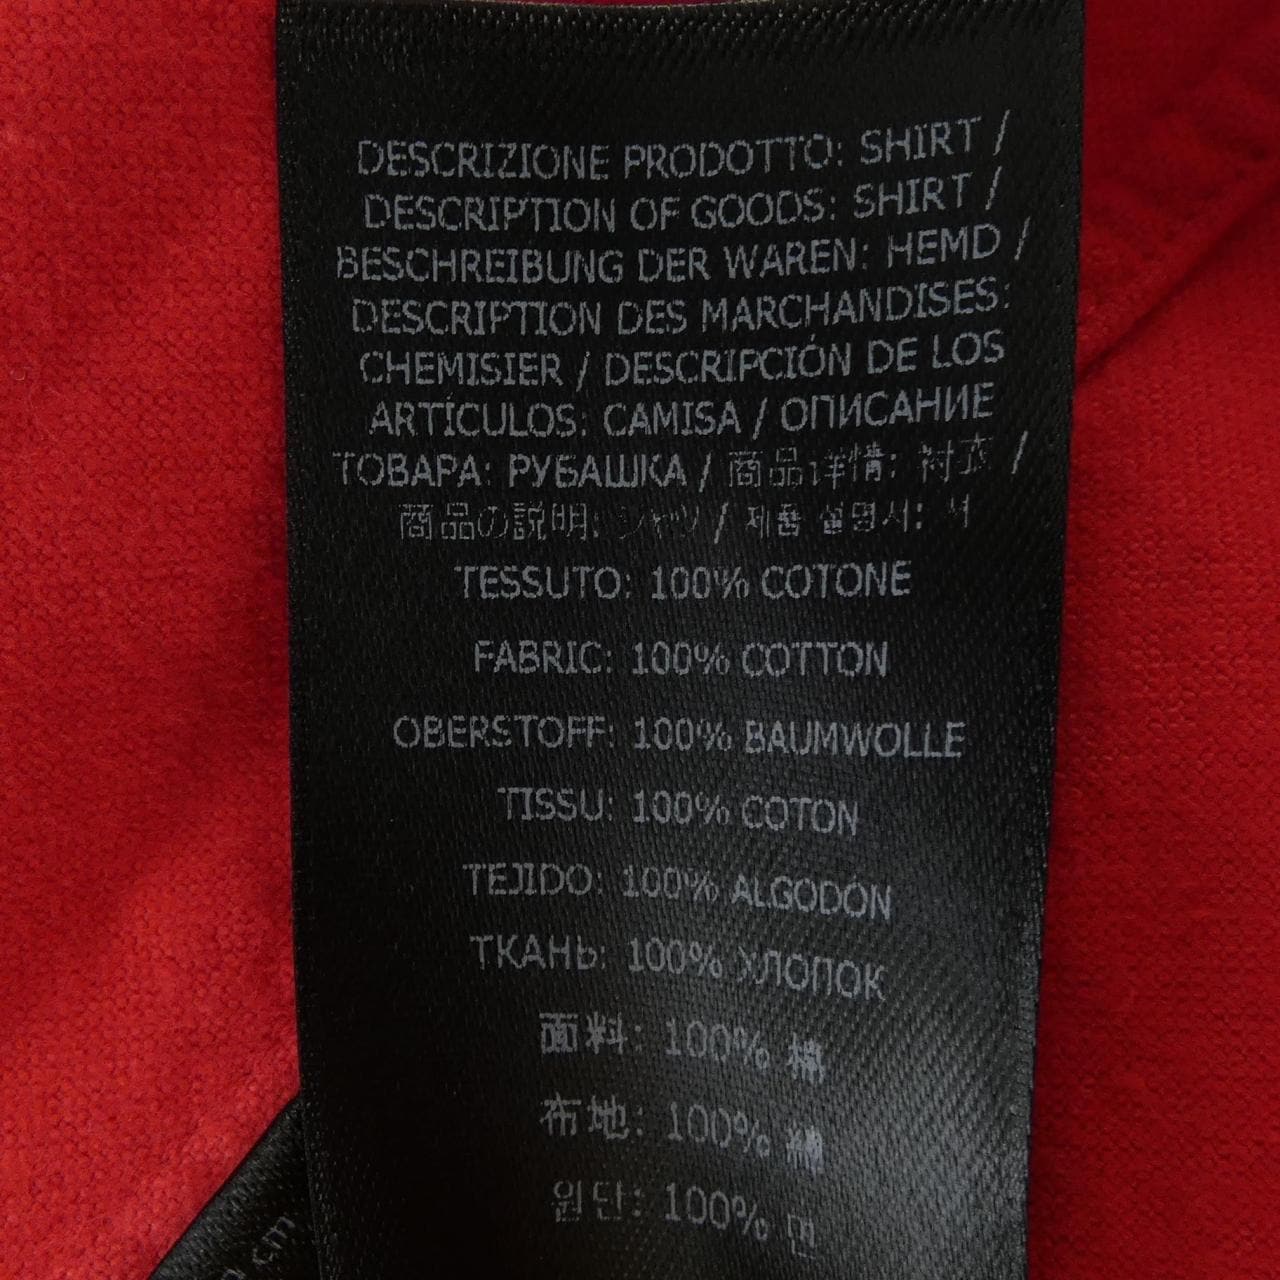 DESCRIZIONE PRODOTTO: SHIRT /
DESCRIPTION OF GOODS: SHIRT /
BESCHREIBUNG DER WAREN: HEMD /
DESCRIPTION DES MARCHANDISES:
CHEMISIER / DESCRIPCIÓN DE LOS
ARTÍCULOS: CAMISA / ОПИСАНИЕ
ТОВАРА: РУБАШКА / 商品详情: 衬衣 /
商品の説明: シャツ / 제품 설명서: 셔
TESSUTO: 100% COTONE
FABRIC: 100% COTTON
OBERSTOFF: 100% BAUMWOLLE
TISSU: 100% COTON
TEJIDO: 100% ALGODÓN
ТКАНЬ: 100% ХЛОПОК
面料: 100% 棉
布地: 100% 綿
원단: 100% 면
cm